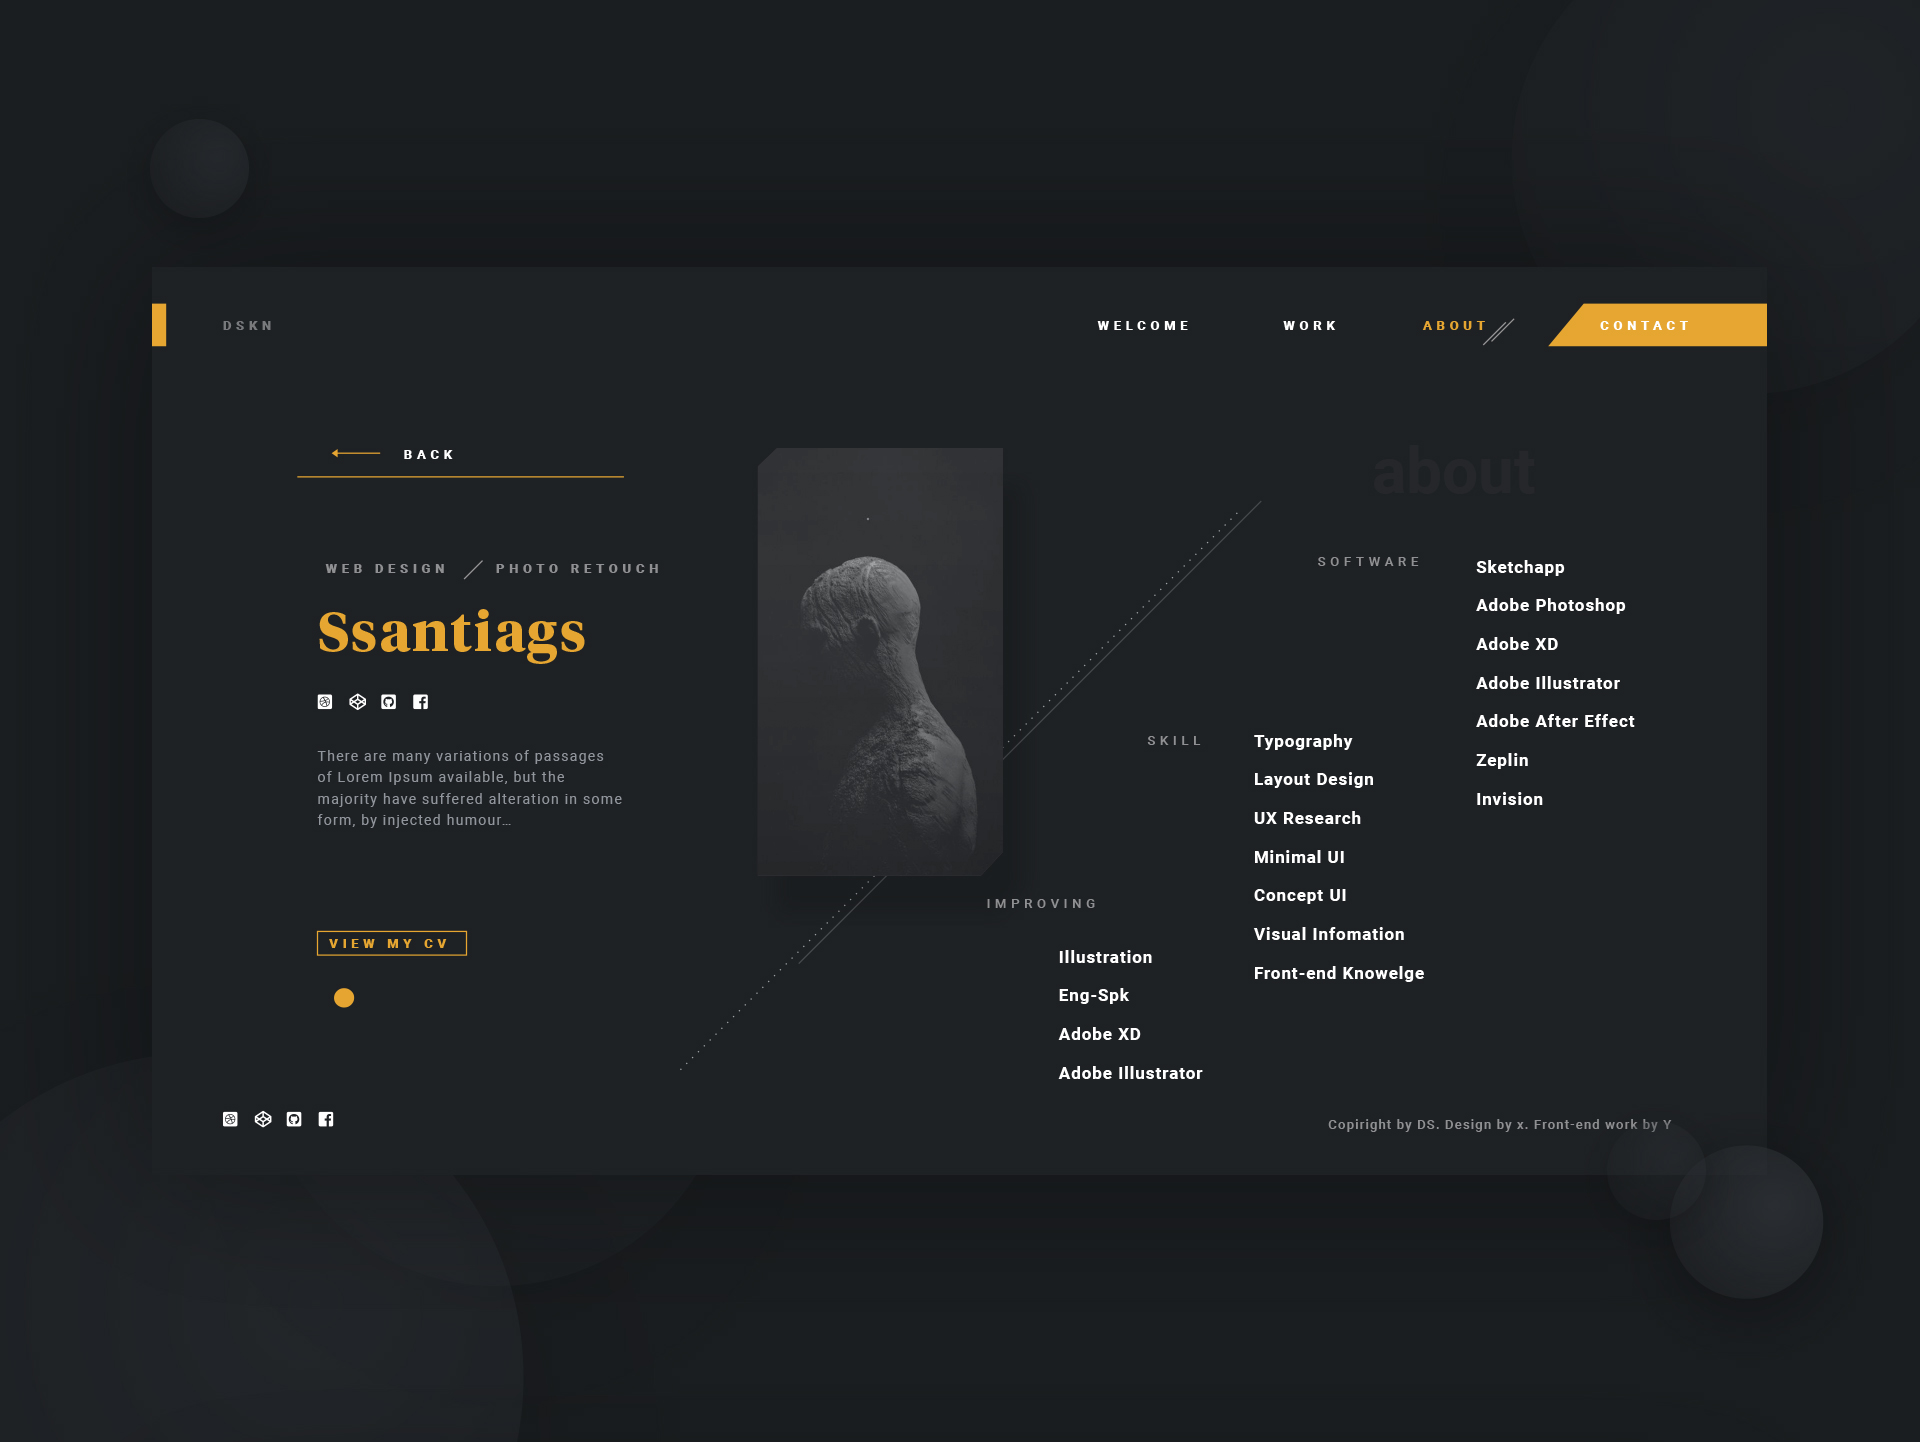 DSKN
WELCOME
WORK
ABOUT
CONTACT
BACK
about
WEB DESIGN
PHOTO RETOUCH
Ssantiags
There are many variations of passages
of Lorem Ipsum available, but the
majority have suffered alteration in some
form, by injected humour…
VIEW MY CV
SOFTWARE
Sketchapp
Adobe Photoshop
Adobe XD
Adobe Illustrator
Adobe After Effect
Zeplin
Invision
SKILL
Typography
Layout Design
UX Research
Minimal UI
Concept UI
Visual Infomation
Front-end Knowelge
IMPROVING
Illustration
Eng-Spk
Adobe XD
Adobe Illustrator
Copiright by DS. Design by x. Front-end work by Y